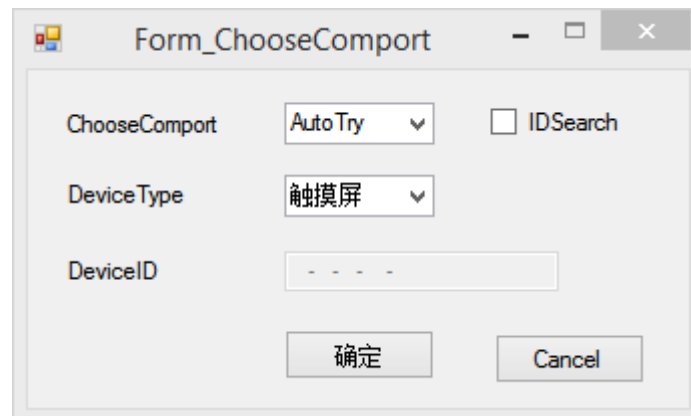 Form_ChooseComport
ChooseComport AutoTry IDSearch
DeviceType 触摸屏
DeviceID - - - -
确定 Cancel